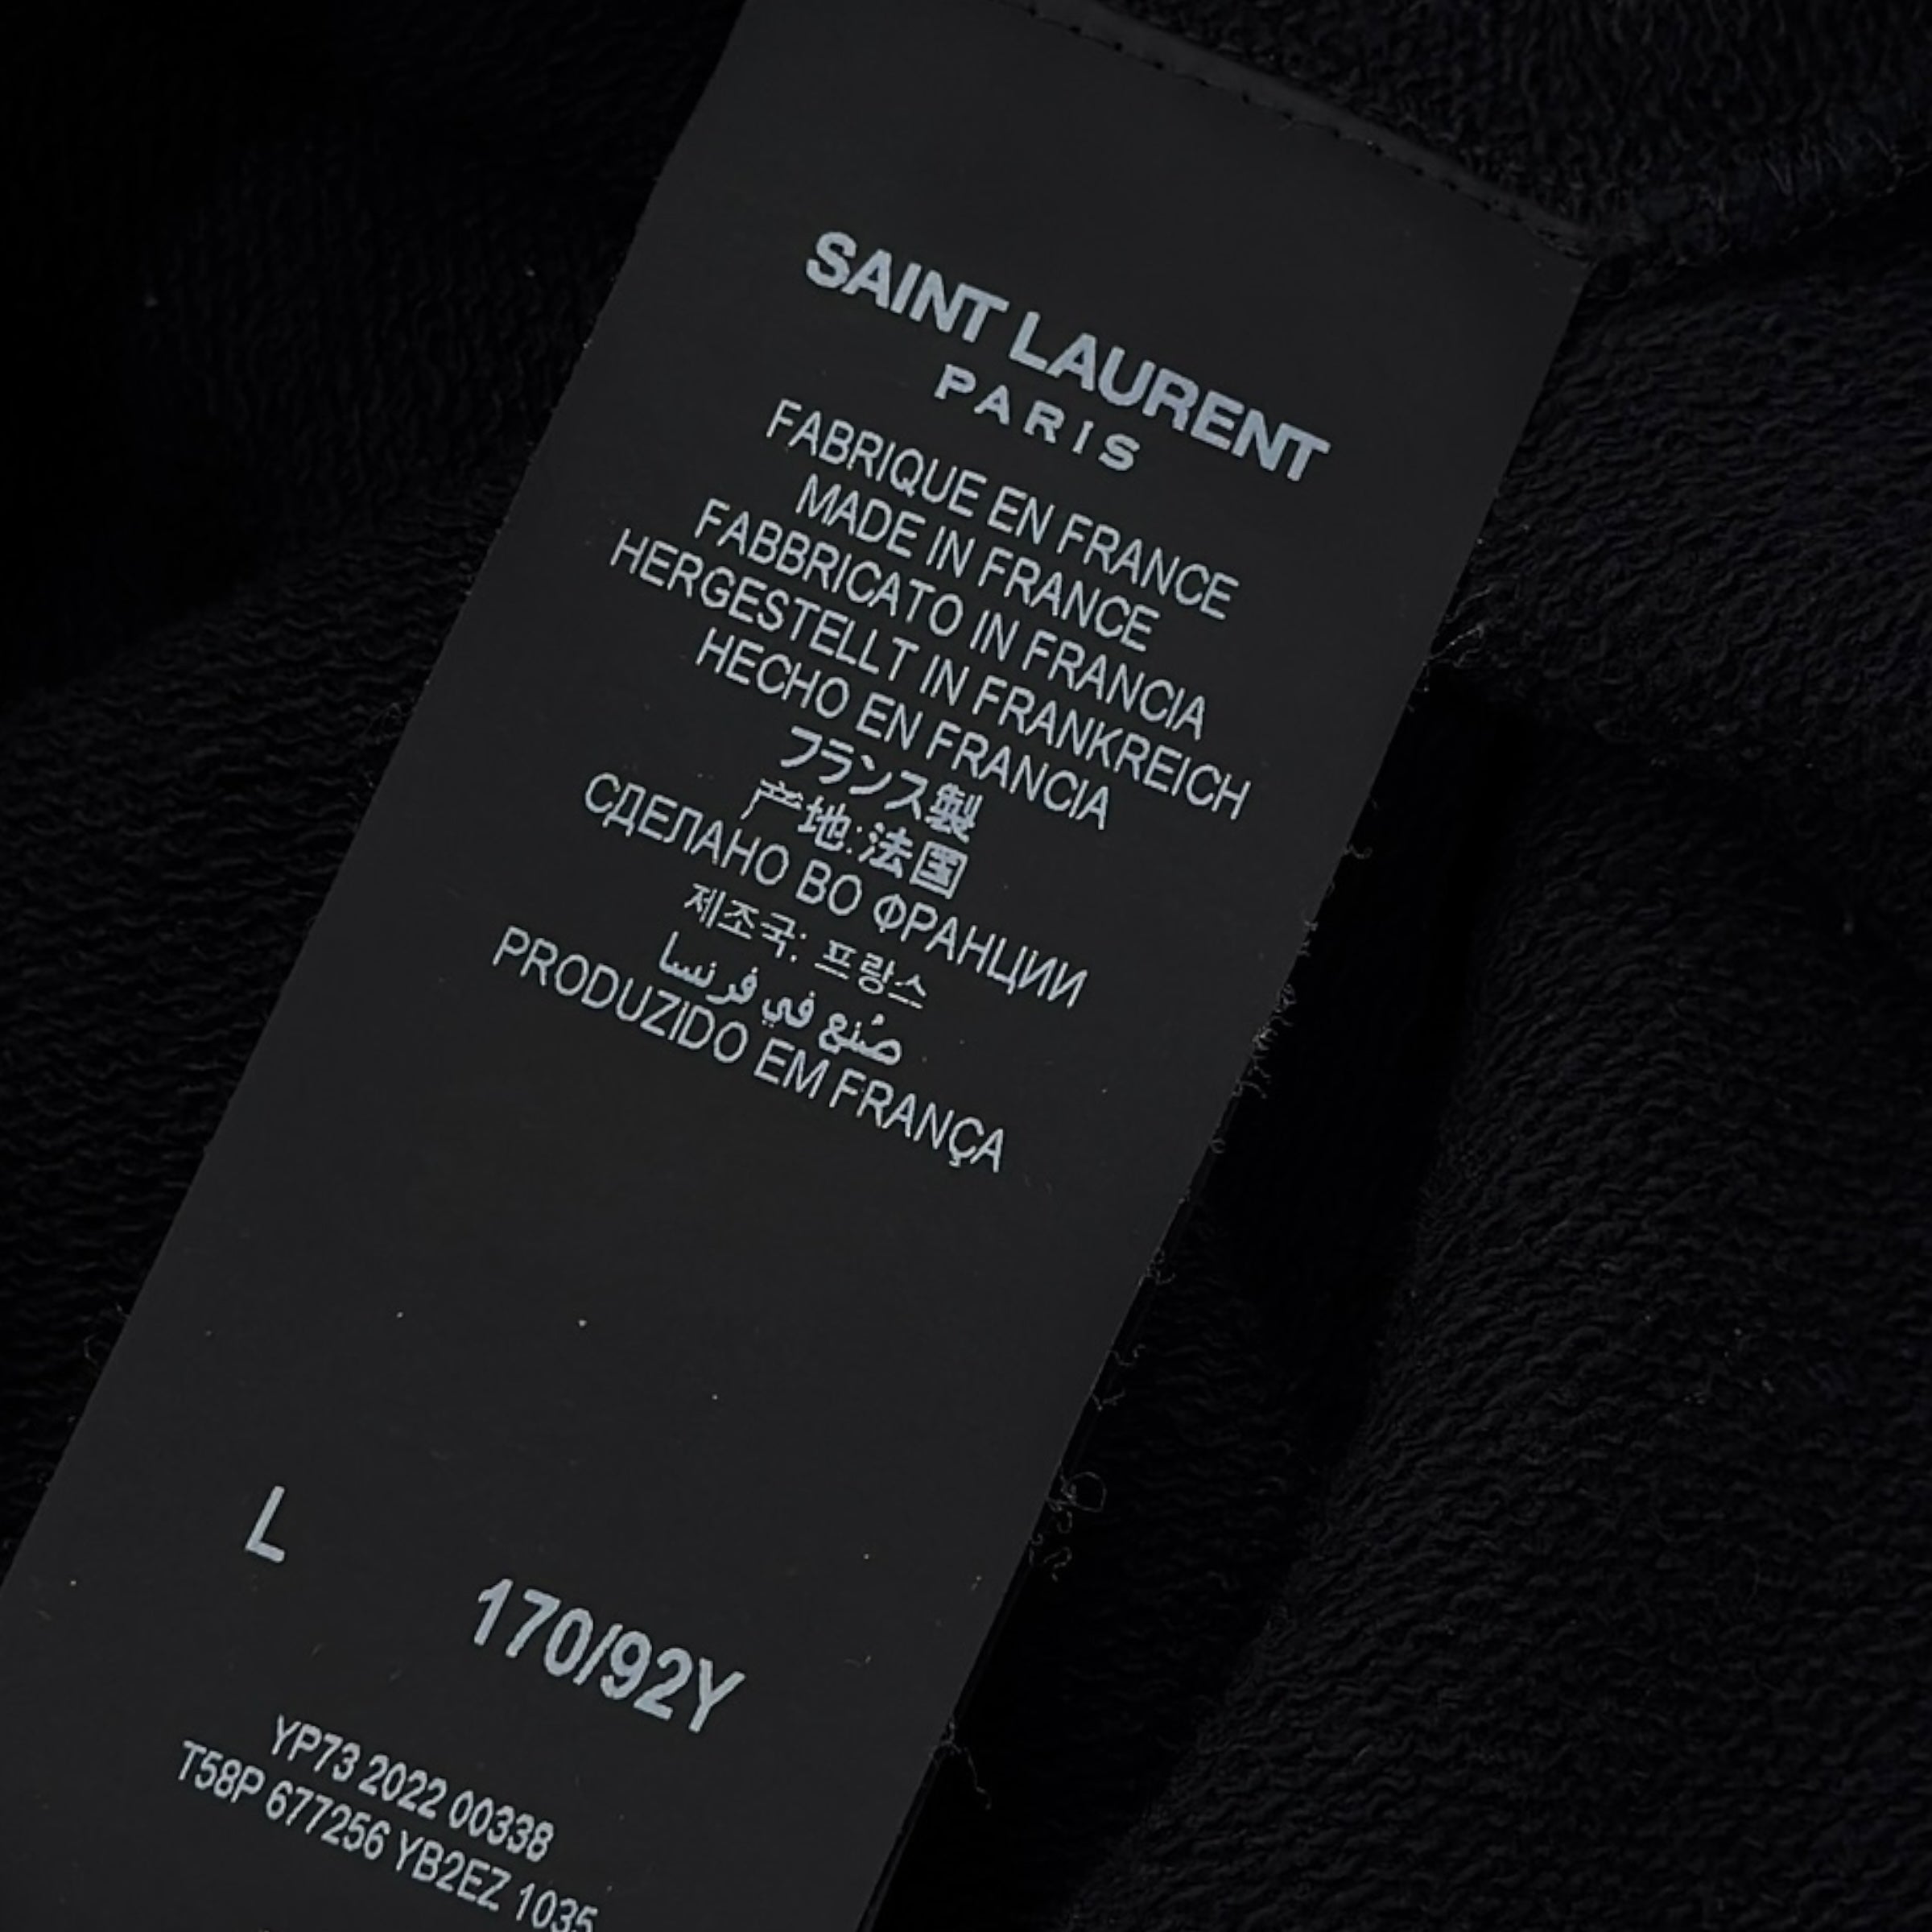 SAINT LAURENT
PARIS
FABRIQUE EN FRANCE
MADE IN FRANCE
FABBRICATO IN FRANCIA
HERGESTELLT IN FRANKREICH
HECHO EN FRANCIA
フランス製
产地:法国
СДЕЛАНО ВО ФРАНЦИИ
제조국: 프랑스
صُنع في فرنسا
PRODUZIDO EM FRANÇA
L
170/92Y
YP73 2022 00338
T58P 677256 YB2EZ 1035